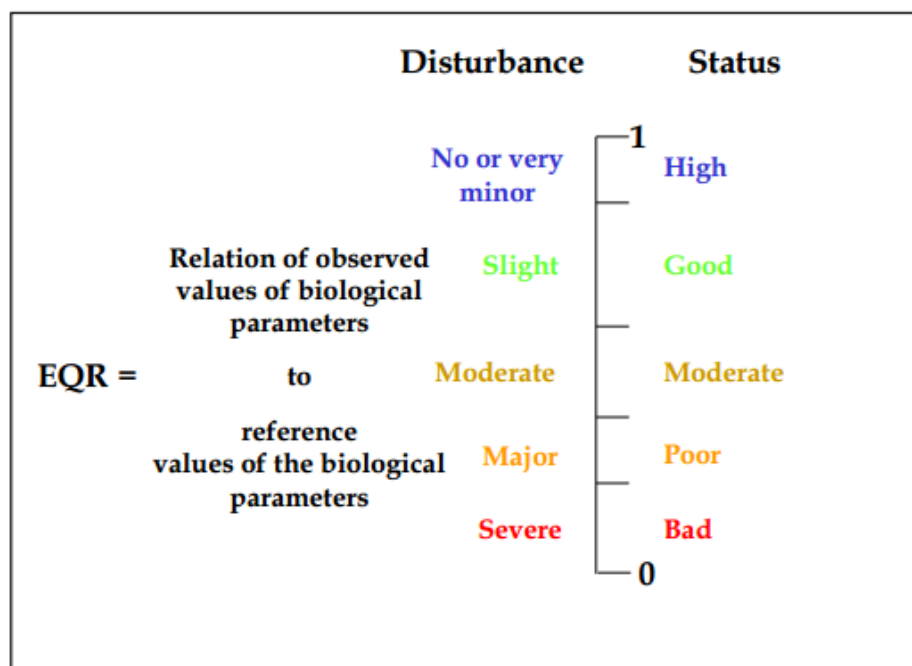 Disturbance Status
1
No or very
minor
High
Relation of observed
values of biological
parameters
Slight
Good
EQR =
to
Moderate
Moderate
reference
values of the biological
parameters
Major
Poor
Severe
Bad
0